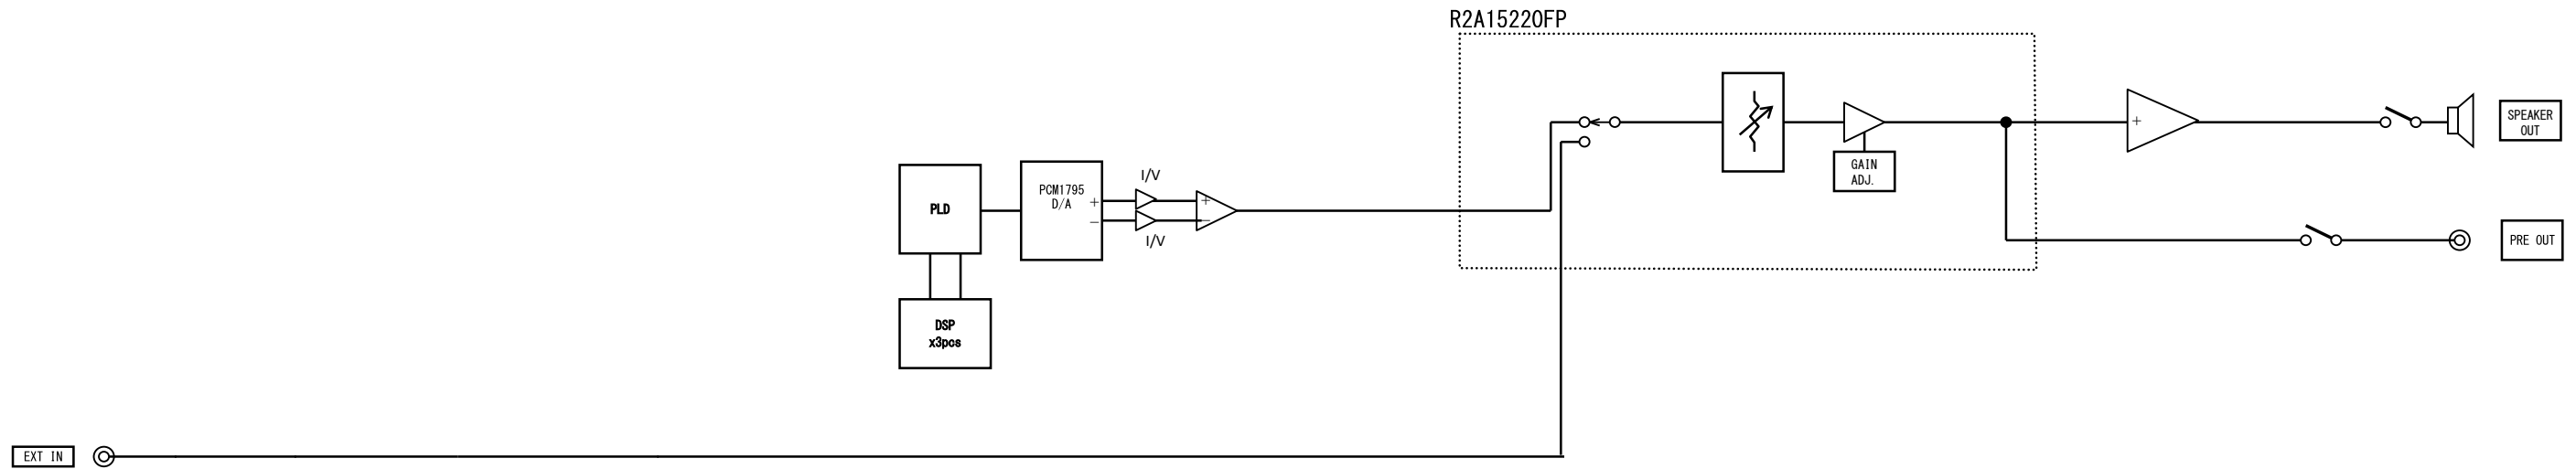 R2A15220FP
SPEAKER
OUT
+
GAIN
ADJ.
I/V
PCM1795
D/A
+
−
+
−
PLD
I/V
PRE OUT
DSP
x3pcs
EXT IN